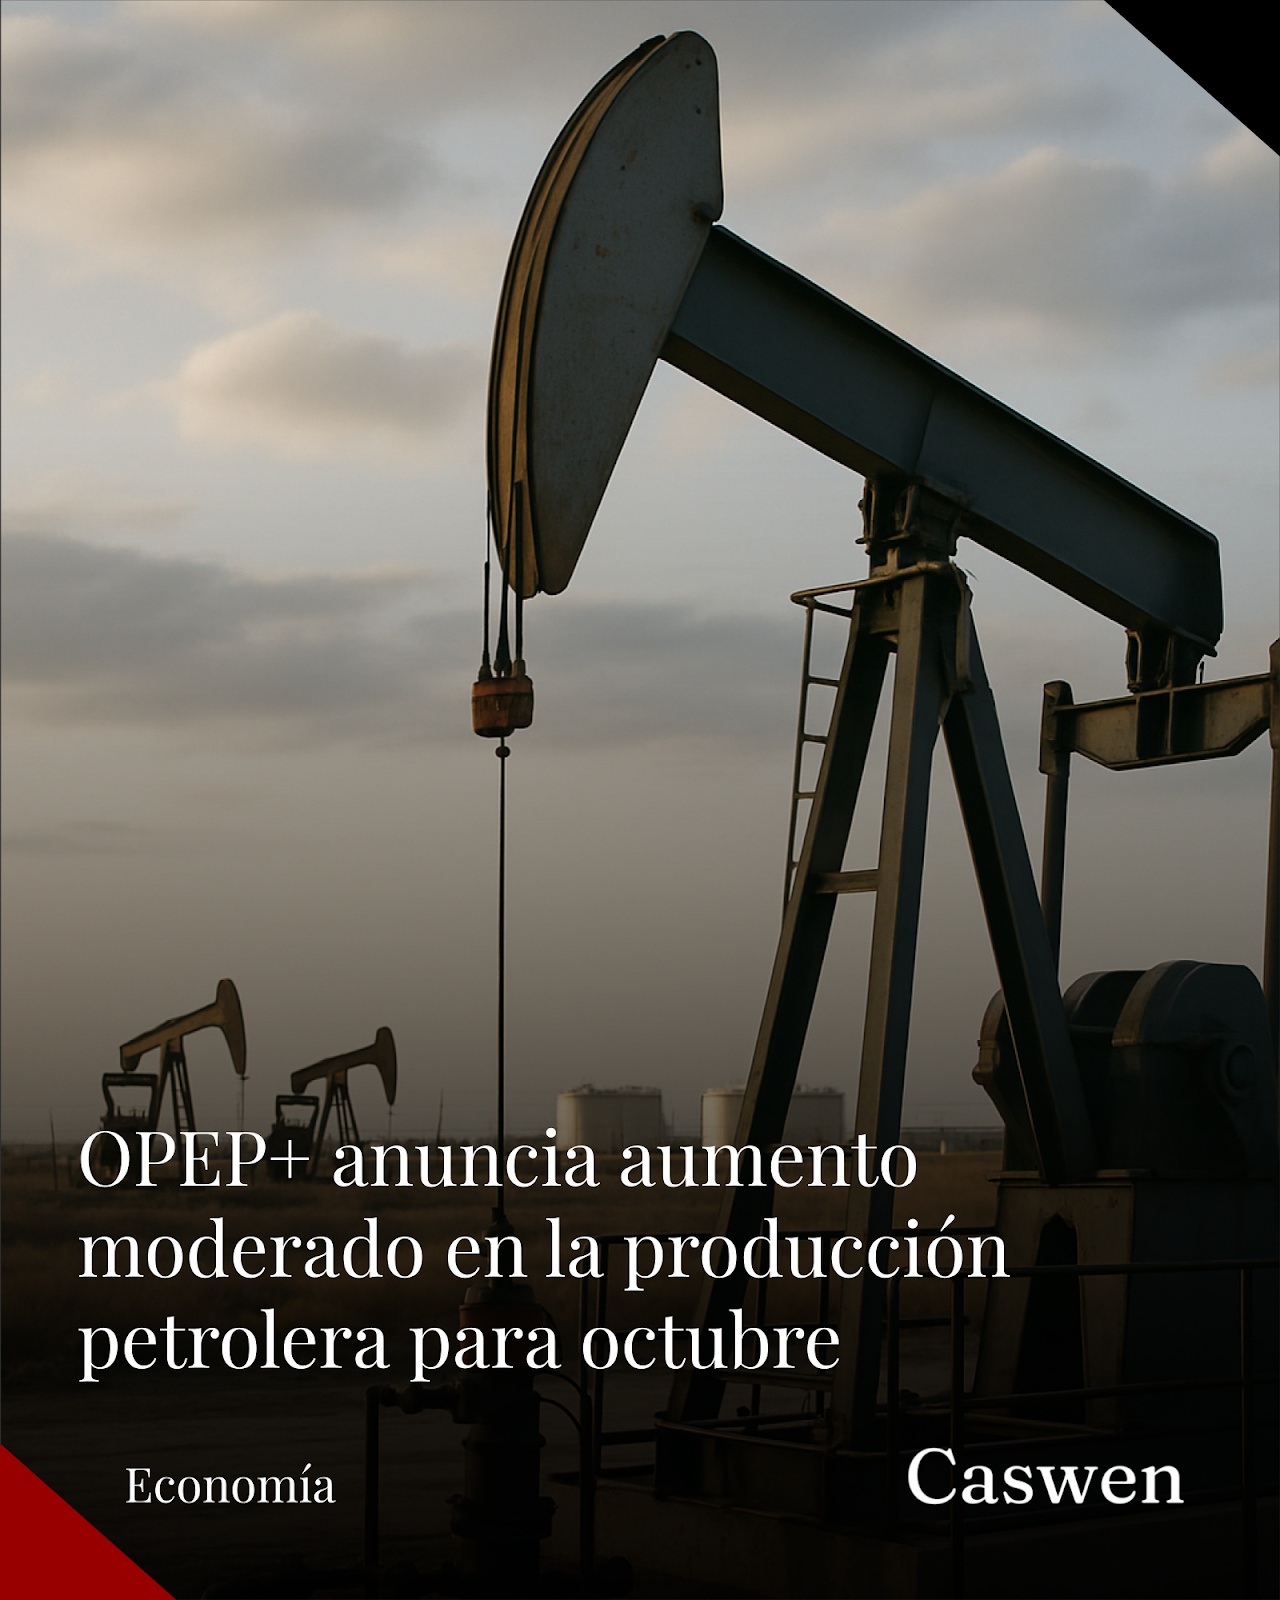 OPEP+ anuncia aumento
moderado en la producción
petrolera para octubre
Economía
Caswen